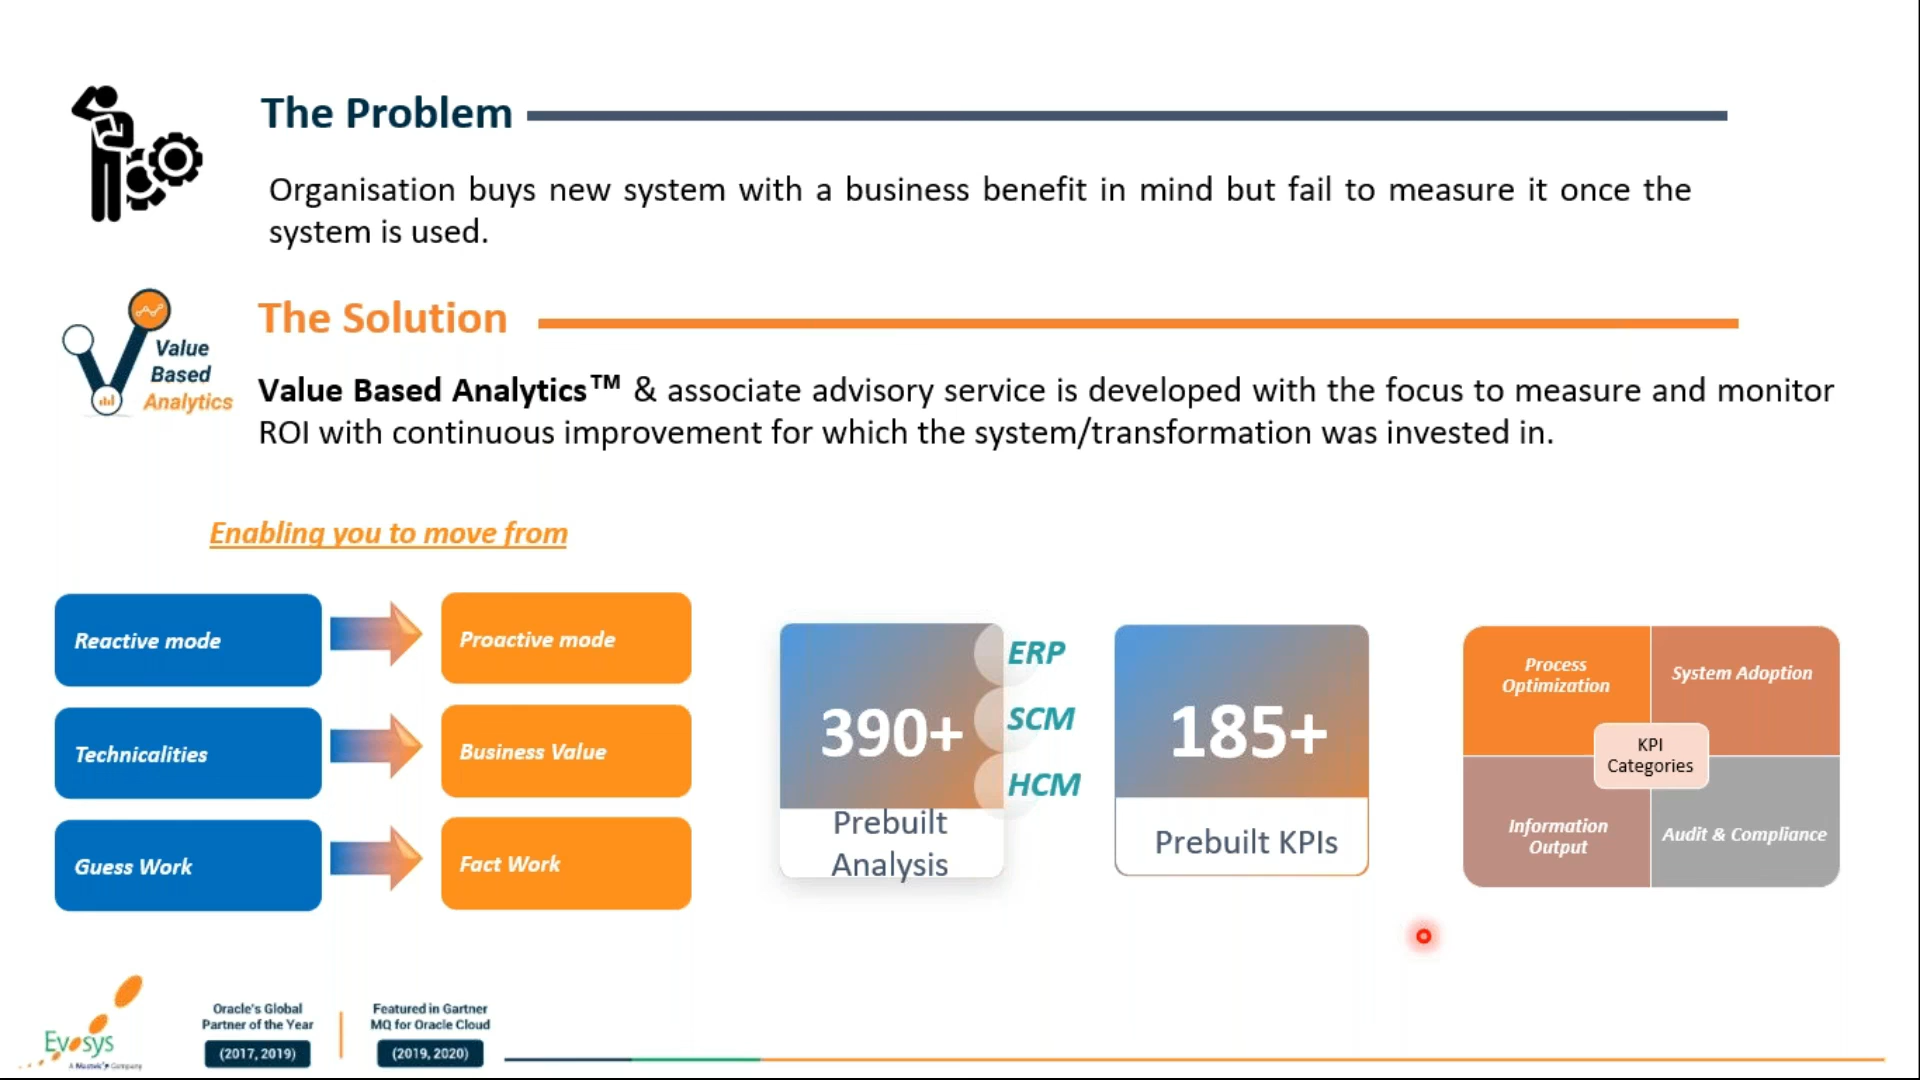 The Problem
Organisation buys new system with a business benefit in mind but fail to measure it once the
system is used.
Value
Based
Analytics
The Solution
Value Based Analytics™ & associate advisory service is developed with the focus to measure and monitor
ROI with continuous improvement for which the system/transformation was invested in.
Enabling you to move from
Reactive mode
Proactive mode
Technicalities
Business Value
Guess Work
Fact Work
390+
Prebuilt
Analysis
ERP
SCM
HCM
185+
Prebuilt KPIs
Process
Optimization
System Adoption
KPI
Categories
Information
Output
Audit & Compliance
Evosys
A Mastek Company
Oracle's Global
Partner of the Year
(2017, 2019)
Featured in Gartner
MQ for Oracle Cloud
(2019, 2020)